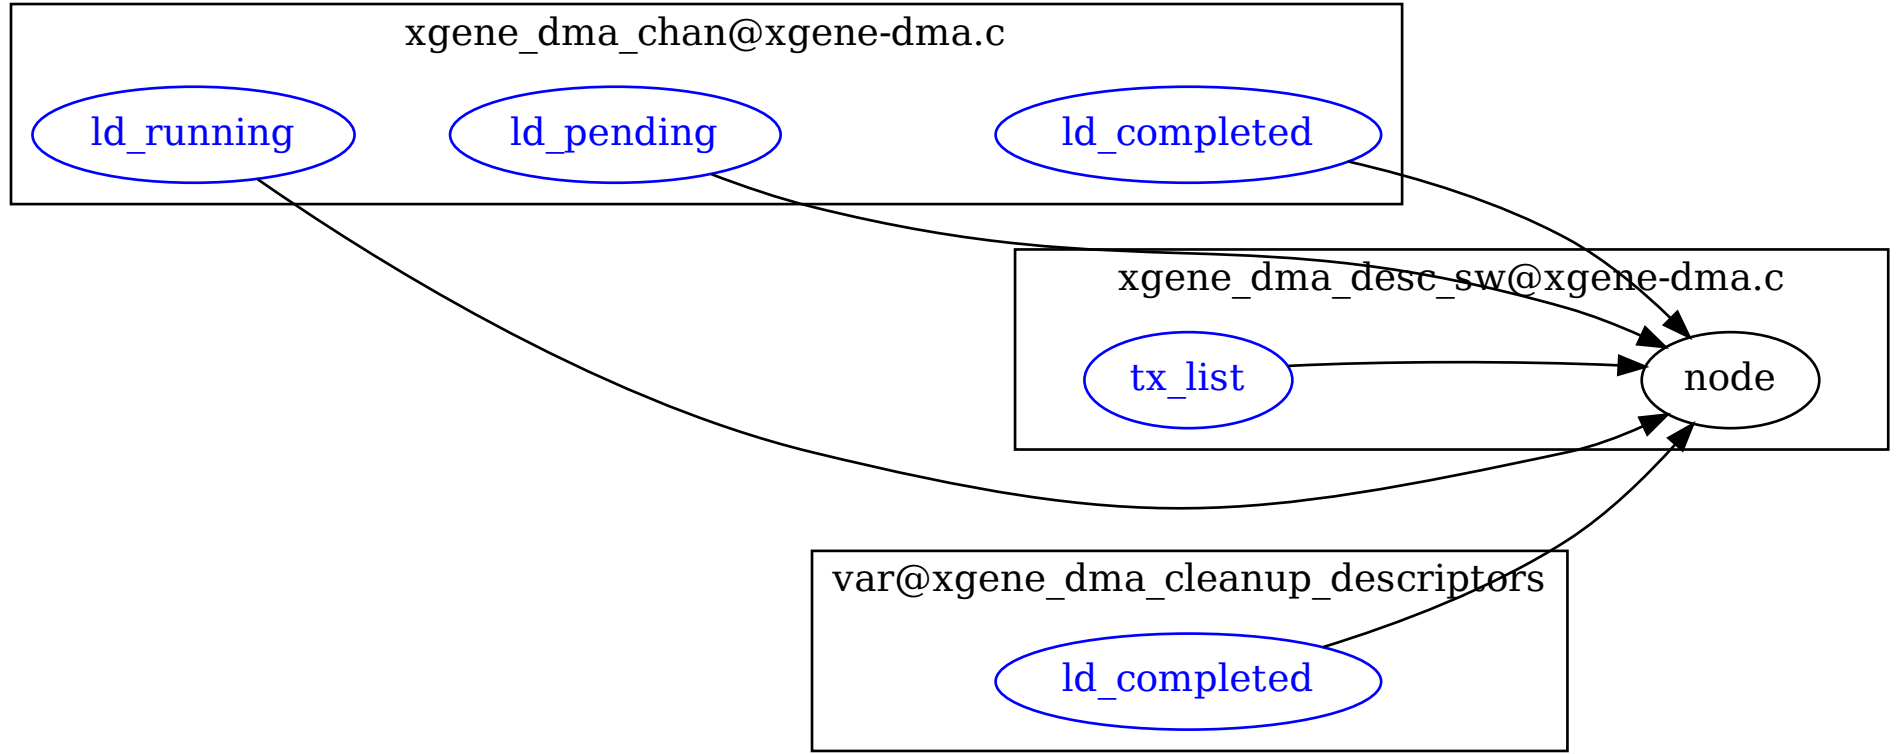 xgene_dma_chan@xgene-dma.c
ld_running
ld_pending
ld_completed
xgene_dma_desc_sw@xgene-dma.c
tx_list
node
var@xgene_dma_cleanup_descriptors
ld_completed